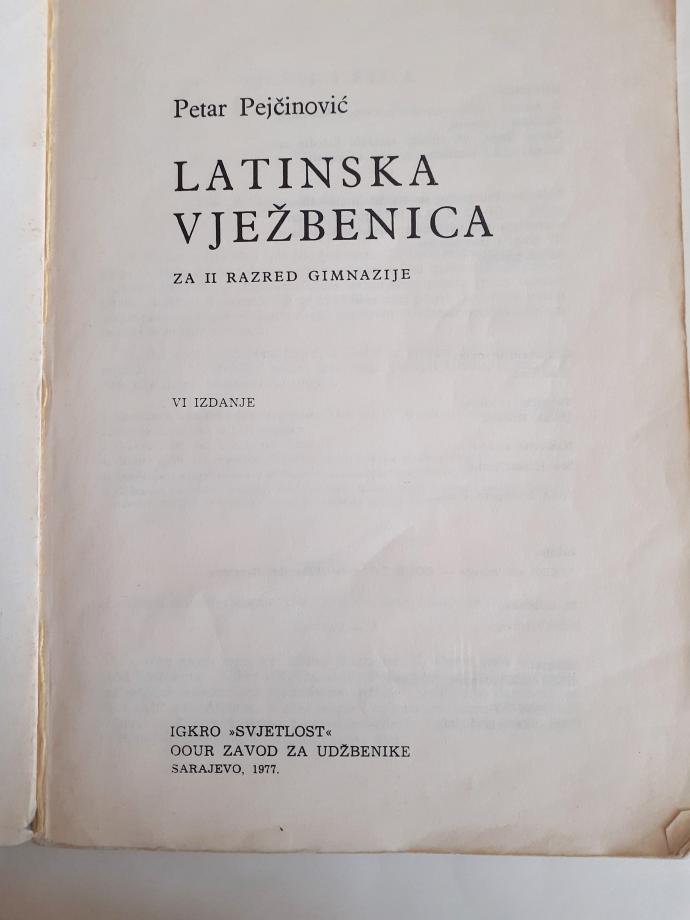 Petar Pejčinović
LATINSKA
VJEŽBENICA
ZA II RAZRED GIMNAZIJE
VI IZDANJE
IGKRO »SVJETLOST«
OOUR ZAVOD ZA UDŽBENIKE
SARAJEVO, 1977.